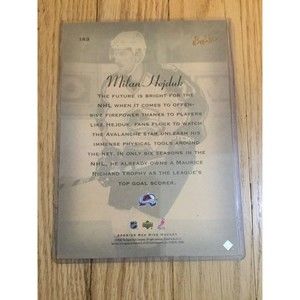 183
Milan Hejduk
The future is bright for the
NHL when it comes to offen-
sive firepower thanks to players
like Hejduk. Fans flock to watch
the Avalanche star unleash his
immense physical tools around
the net. In only six seasons in the
NHL, he already owns a Maurice
Richard Trophy as the league's
top goal scorer.